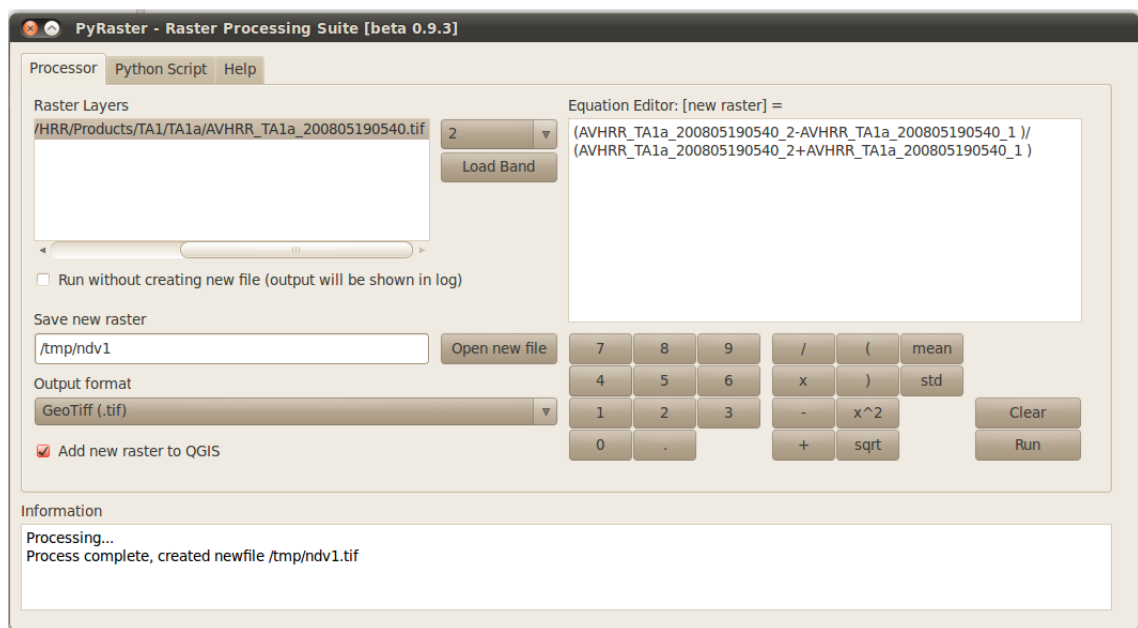 PyRaster - Raster Processing Suite [beta 0.9.3]
Processor Python Script Help
Raster Layers
/HRR/Products/TA1/TA1a/AVHRR_TA1a_200805190540.tif
2
Load Band
Run without creating new file (output will be shown in log)
Save new raster
/tmp/ndv1
Open new file
Output format
GeoTiff (.tif)
Add new raster to QGIS
Equation Editor: [new raster] =
(AVHRR_TA1a_200805190540_2-AVHRR_TA1a_200805190540_1 )/
(AVHRR_TA1a_200805190540_2+AVHRR_TA1a_200805190540_1 )
7 8 9 / ( mean
4 5 6 x ) std
1 2 3 - x^2 Clear
0 . + sqrt Run
Information
Processing...
Process complete, created newfile /tmp/ndv1.tif